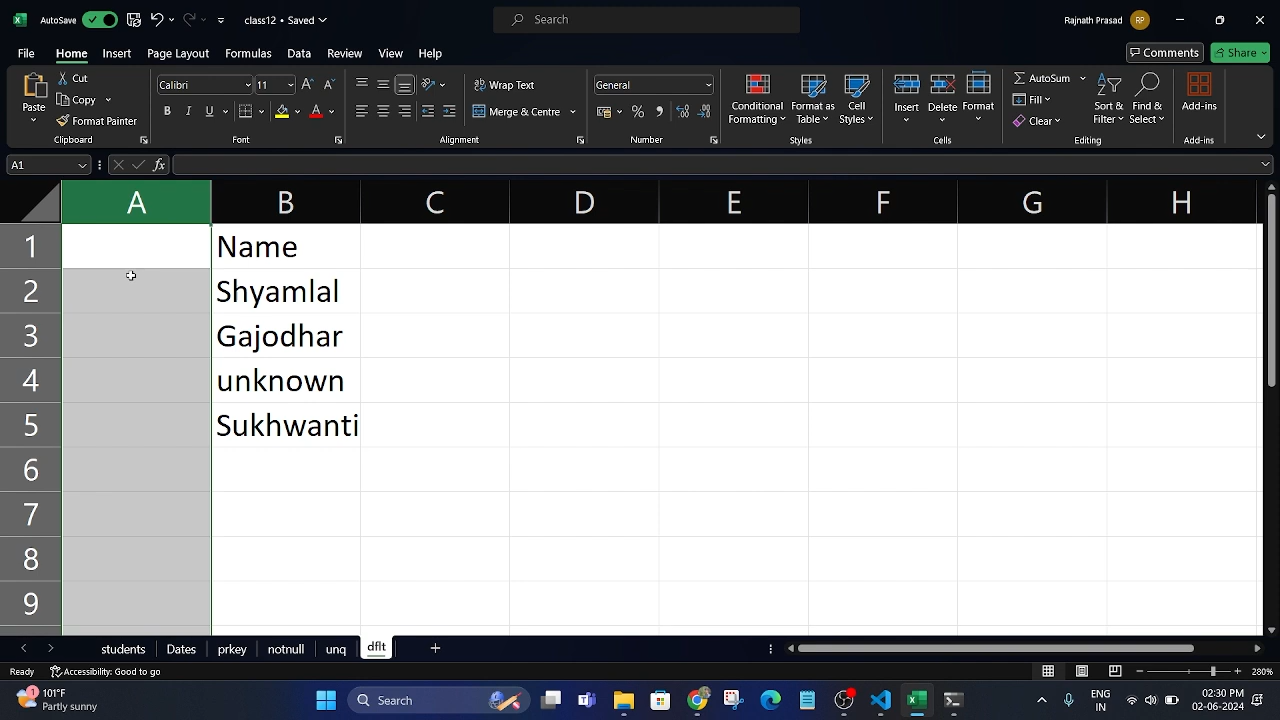 AutoSave
class12 • Saved
Search
Rajnath Prasad
RP
File
Home
Insert
Page Layout
Formulas
Data
Review
View
Help
Comments
Share
Paste
Cut
Copy
Format Painter
Clipboard
Calibri
11
B
I
U
Font
ab
Wrap Text
Merge & Centre
Alignment
General
%
Number
Conditional
Formatting
Format as
Table
Cell
Styles
Styles
Insert
Delete
Format
Cells
AutoSum
Fill
Clear
Sort &
Filter
Find &
Select
Add-ins
Add-ins
A1
fx
A B C D E F G H
1 Name
2 Shyamlal
3 Gajodhar
4 unknown
5 Sukhwanti
6
7
8
9
students
Dates
prkey
notnull
unq
dflt
Ready
Accessibility: Good to go
280%
1
101°F
Partly sunny
Search
ENG
IN
02:30 PM
02-06-2024